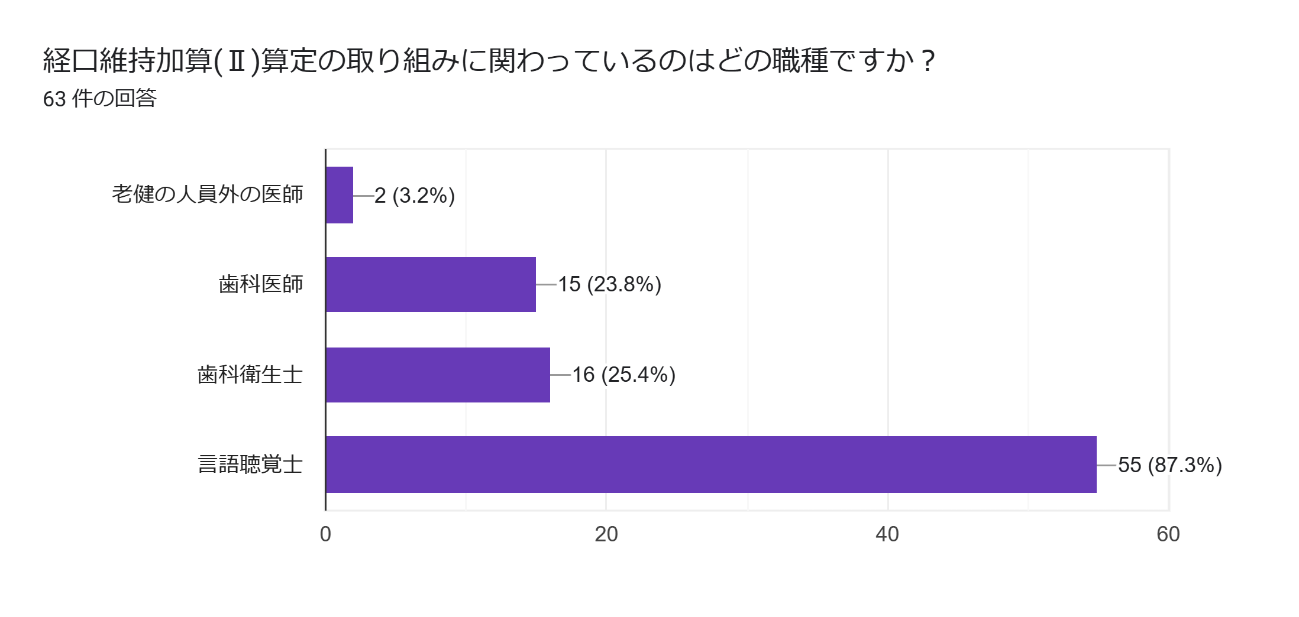 経口維持加算(Ⅱ)算定の取り組みに関わっているのはどの職種ですか？
63 件の回答
老健の人員外の医師
2 (3.2%)
歯科医師
15 (23.8%)
歯科衛生士
16 (25.4%)
言語聴覚士
55 (87.3%)
0
20
40
60